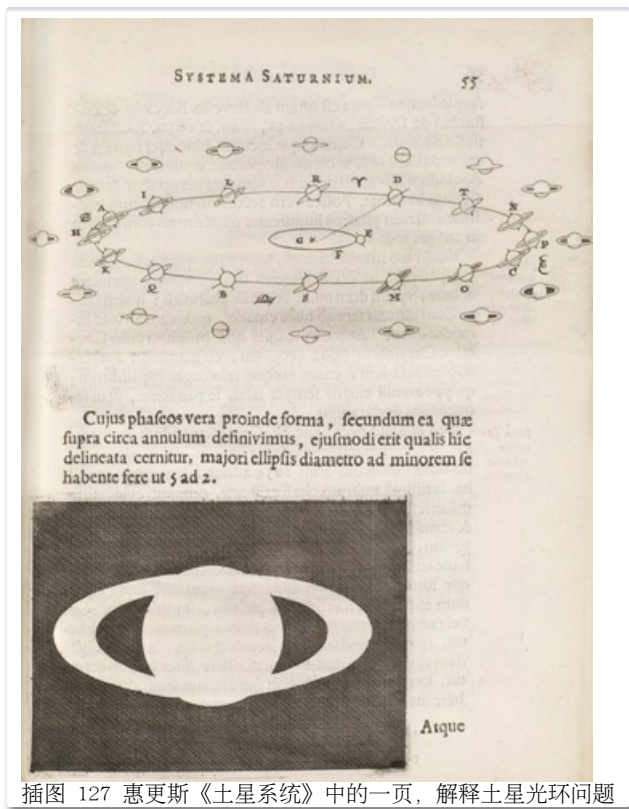 SYSTEMA SATURNIUM. 55
R
D
L
I
T
A
N
H
P
G
E
F
K
C
Q
B
S
M
O
Cujus phaſeos vera proinde forma, ſecundum ea quæ
ſupra circa annulum definivimus, ejuſmodi erit qualis hîc
delineata cernitur, majori ellipſis diametro ad minorem ſe
habente fere ut 5 ad 2.
Atque
插图 127 惠更斯《土星系统》中的一页，解释土星光环问题